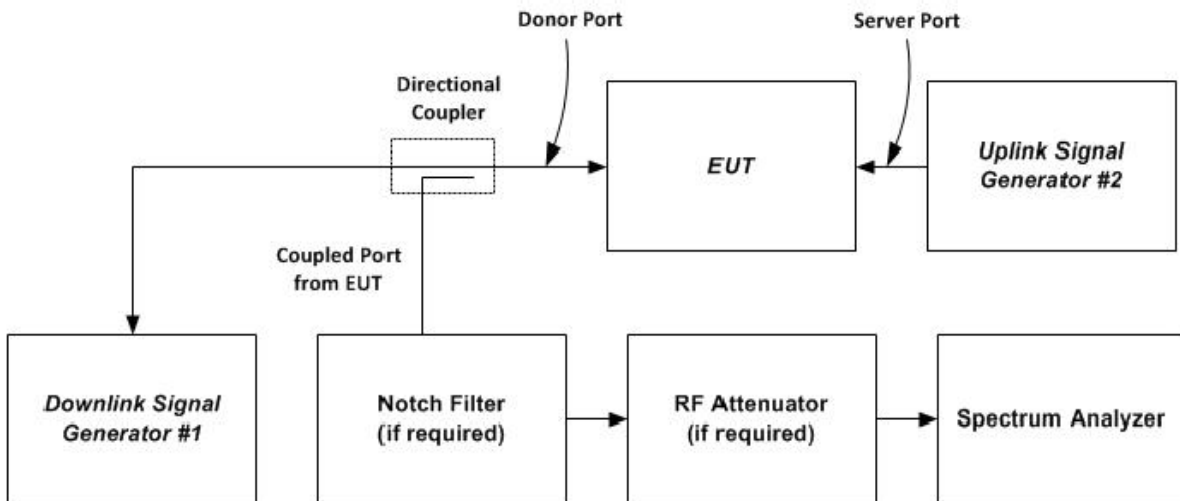 Donor Port
Server Port
Directional
Coupler
EUT
Uplink Signal
Generator #2
Coupled Port
from EUT
Downlink Signal
Generator #1
Notch Filter
(if required)
RF Attenuator
(if required)
Spectrum Analyzer